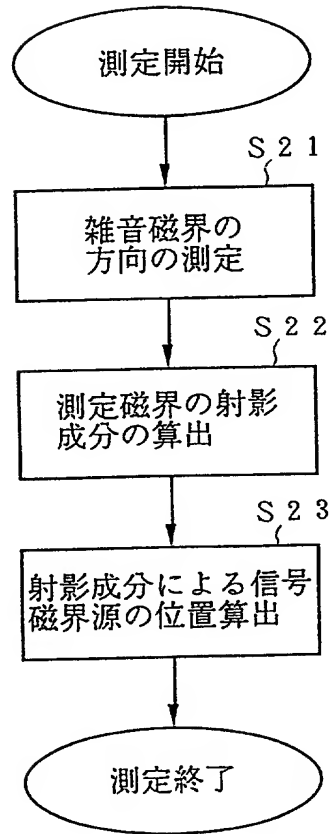 測定開始
S21
雑音磁界の
方向の測定
S22
測定磁界の射影
成分の算出
S23
射影成分による信号
磁界源の位置算出
測定終了